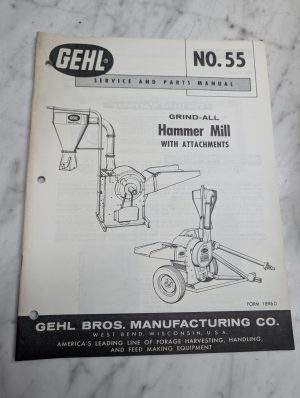 GEHL®
NO. 55
SERVICE AND PARTS MANUAL
GRIND-ALL
Hammer Mill
WITH ATTACHMENTS
GEHL
FORM 1896D
GEHL BROS. MANUFACTURING CO.
WEST BEND, WISCONSIN, U.S.A.
AMERICA'S LEADING LINE OF FORAGE HARVESTING, HANDLING,
AND FEED MAKING EQUIPMENT